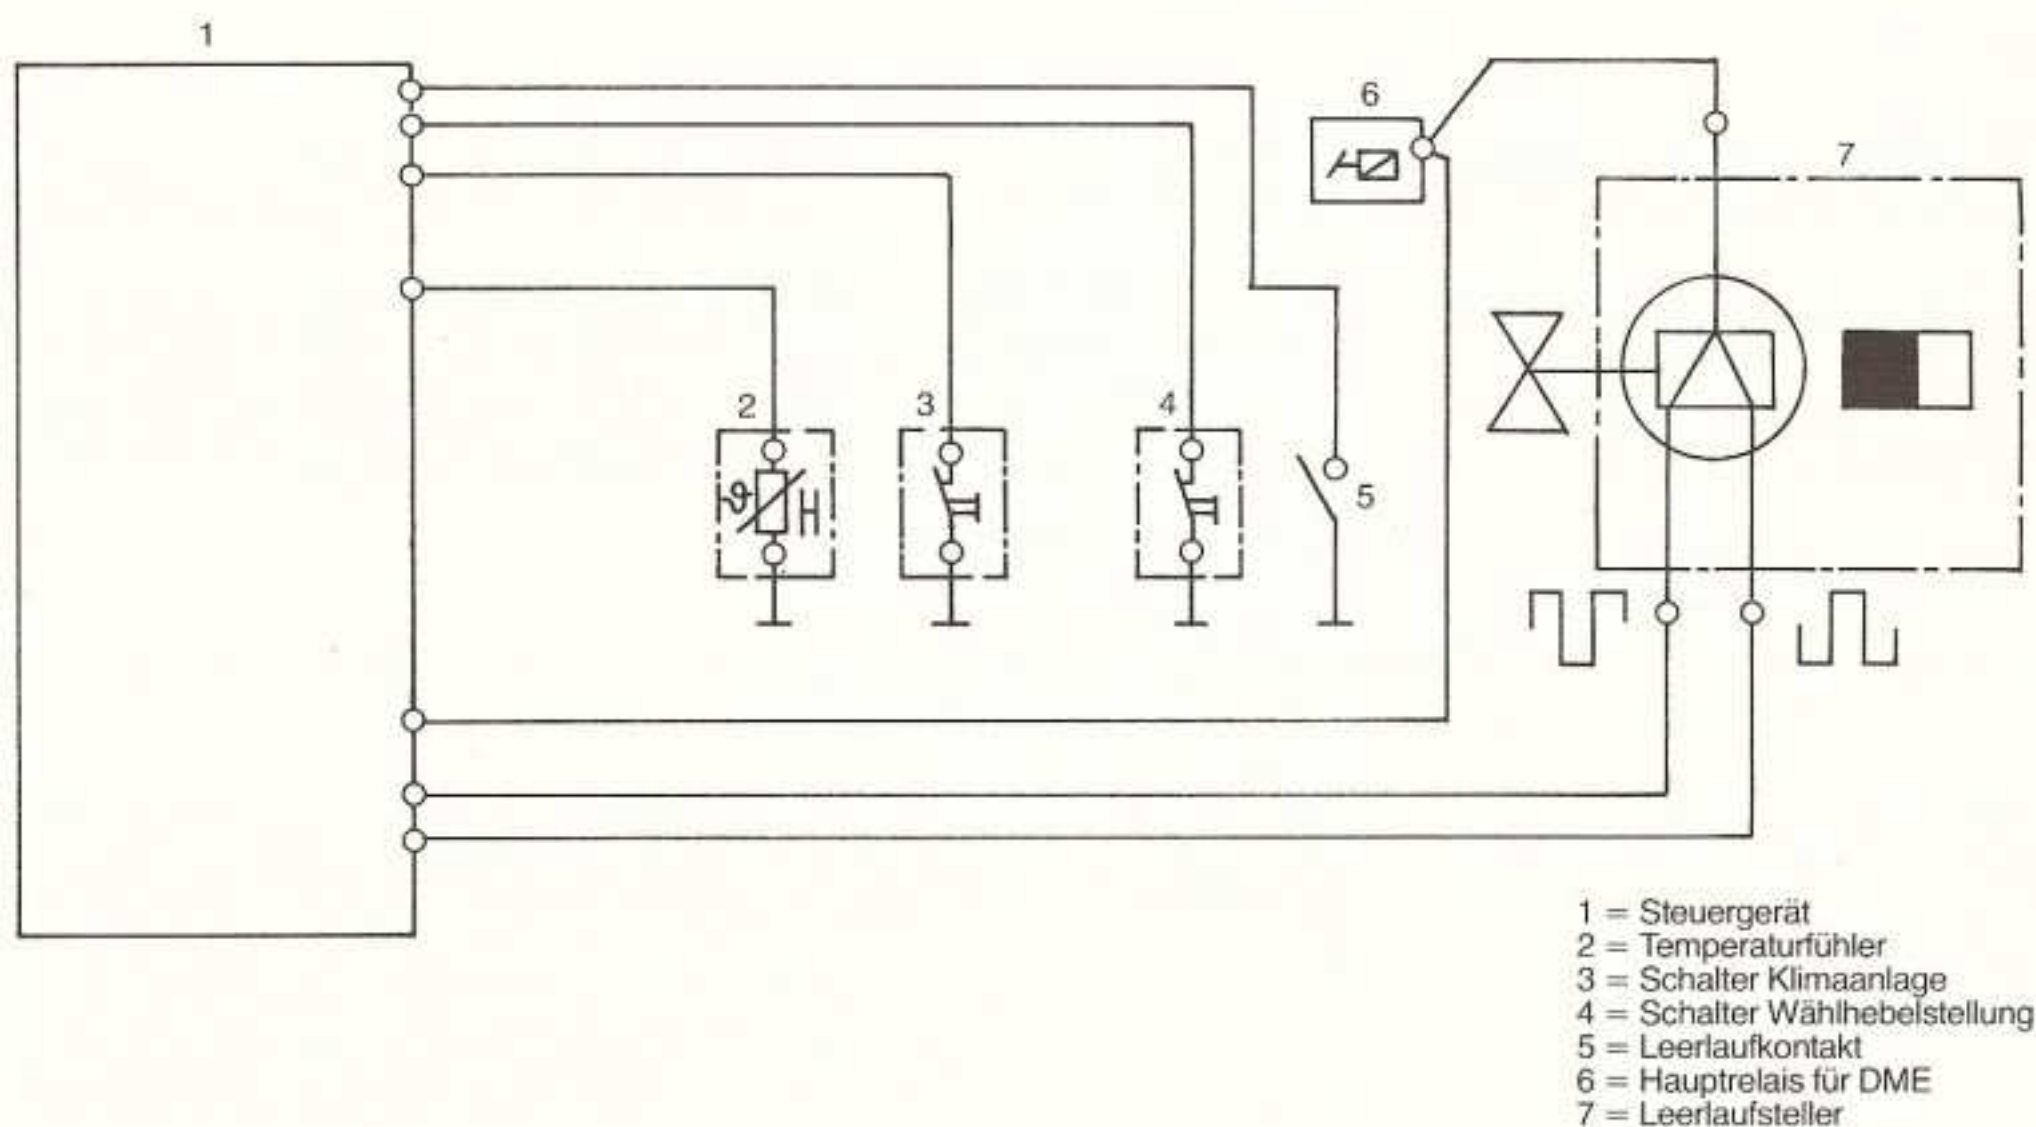 1
6
7
2
3
4
5
1 = Steuergerät
2 = Temperaturfühler
3 = Schalter Klimaanlage
4 = Schalter Wählhebelstellung
5 = Leerlaufkontakt
6 = Hauptrelais für DME
7 = Leerlaufsteller